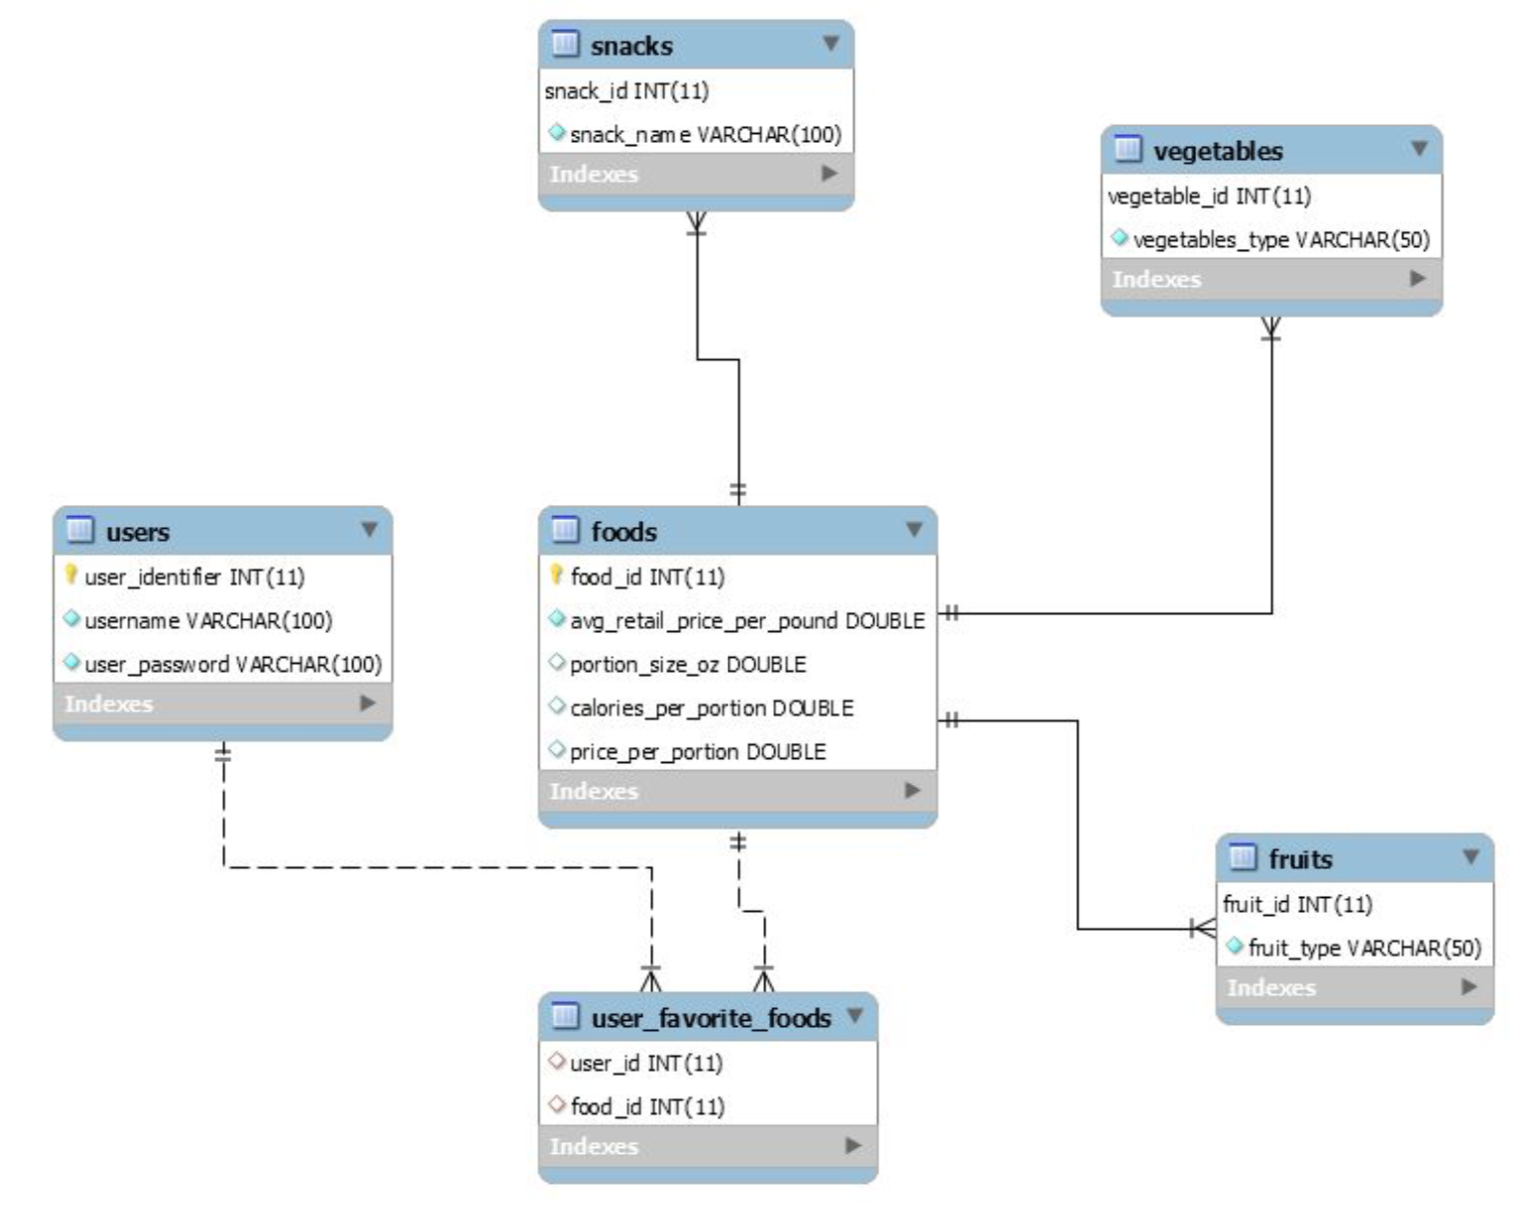 snacks
snack_id INT(11)
snack_name VARCHAR(100)
Indexes
vegetables
vegetable_id INT(11)
vegetables_type VARCHAR(50)
Indexes
users
user_identifier INT(11)
username VARCHAR(100)
user_password VARCHAR(100)
Indexes
foods
food_id INT(11)
avg_retail_price_per_pound DOUBLE
portion_size_oz DOUBLE
calories_per_portion DOUBLE
price_per_portion DOUBLE
Indexes
fruits
fruit_id INT(11)
fruit_type VARCHAR(50)
Indexes
user_favorite_foods
user_id INT(11)
food_id INT(11)
Indexes